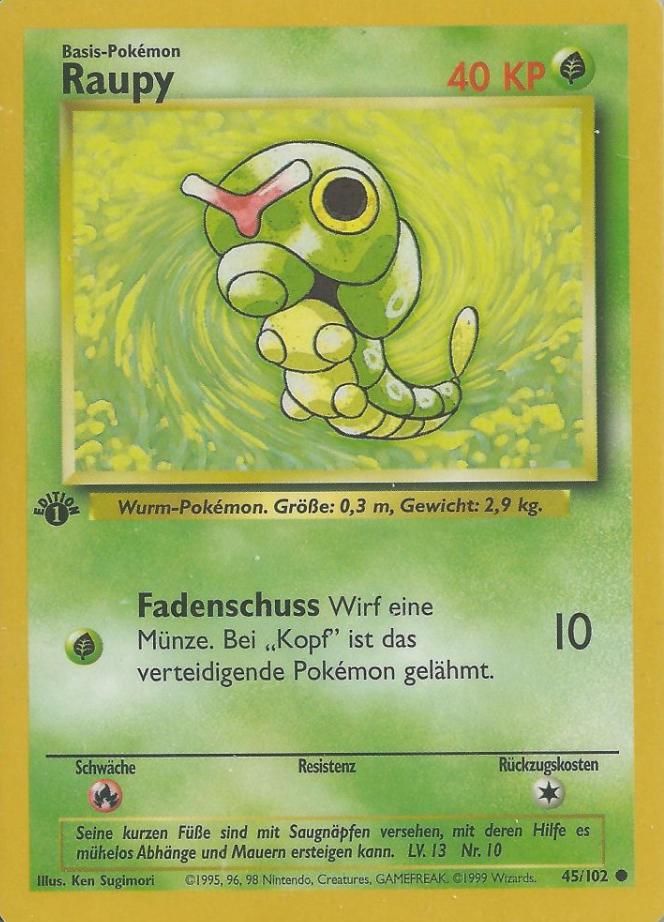 Basis-Pokémon
Raupy
40 KP
EDITION
1
Wurm-Pokémon. Größe: 0,3 m, Gewicht: 2,9 kg.
Fadenschuss Wirf eine
Münze. Bei „Kopf” ist das
verteidigende Pokémon gelähmt.
10
Schwäche Resistenz Rückzugskosten
Seine kurzen Füße sind mit Saugnäpfen versehen, mit deren Hilfe es
mühelos Abhänge und Mauern ersteigen kann. LV. 13 Nr. 10
Illus. Ken Sugimori ©1995, 96, 98 Nintendo, Creatures, GAMEFREAK. ©1999 Wizards. 45/102